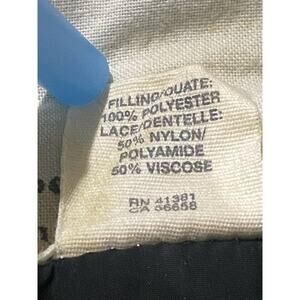 FILLING/OUATE:
100% POLYESTER
LACE/DENTELLE:
50% NYLON/
POLYAMIDE
50% VISCOSE
RN 41381
CA 56658